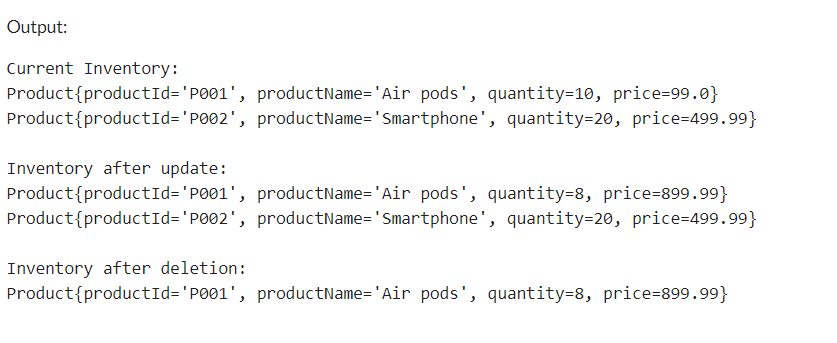 Output:
Current Inventory:
Product{productId='P001', productName='Air pods', quantity=10, price=99.0}
Product{productId='P002', productName='Smartphone', quantity=20, price=499.99}
Inventory after update:
Product{productId='P001', productName='Air pods', quantity=8, price=899.99}
Product{productId='P002', productName='Smartphone', quantity=20, price=499.99}
Inventory after deletion:
Product{productId='P001', productName='Air pods', quantity=8, price=899.99}